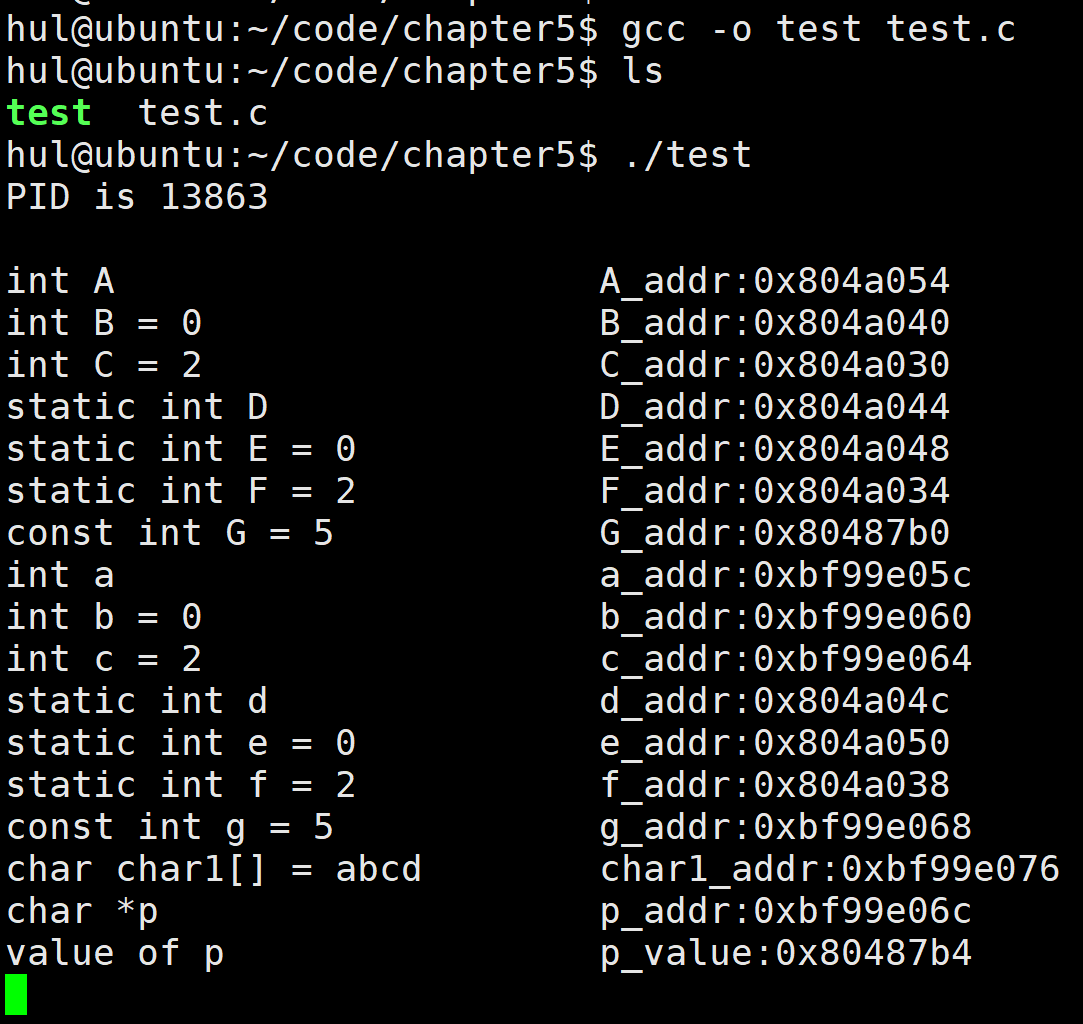 hul@ubuntu:~/code/chapter5$ gcc -o test test.c
hul@ubuntu:~/code/chapter5$ ls
test  test.c
hul@ubuntu:~/code/chapter5$ ./test
PID is 13863

int A                      A_addr:0x804a054
int B = 0                  B_addr:0x804a040
int C = 2                  C_addr:0x804a030
static int D               D_addr:0x804a044
static int E = 0           E_addr:0x804a048
static int F = 2           F_addr:0x804a034
const int G = 5            G_addr:0x80487b0
int a                      a_addr:0xbf99e05c
int b = 0                  b_addr:0xbf99e060
int c = 2                  c_addr:0xbf99e064
static int d               d_addr:0x804a04c
static int e = 0           e_addr:0x804a050
static int f = 2           f_addr:0x804a038
const int g = 5            g_addr:0xbf99e068
char char1[] = abcd        char1_addr:0xbf99e076
char *p                    p_addr:0xbf99e06c
value of p                 p_value:0x80487b4